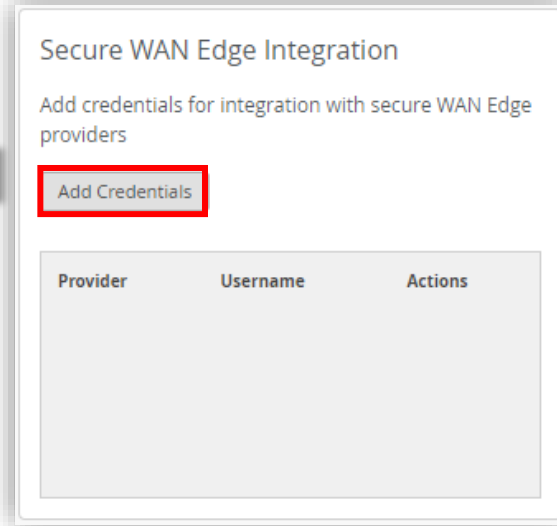 Secure WAN Edge Integration
Add credentials for integration with secure WAN Edge
providers
Add Credentials
Provider Username Actions